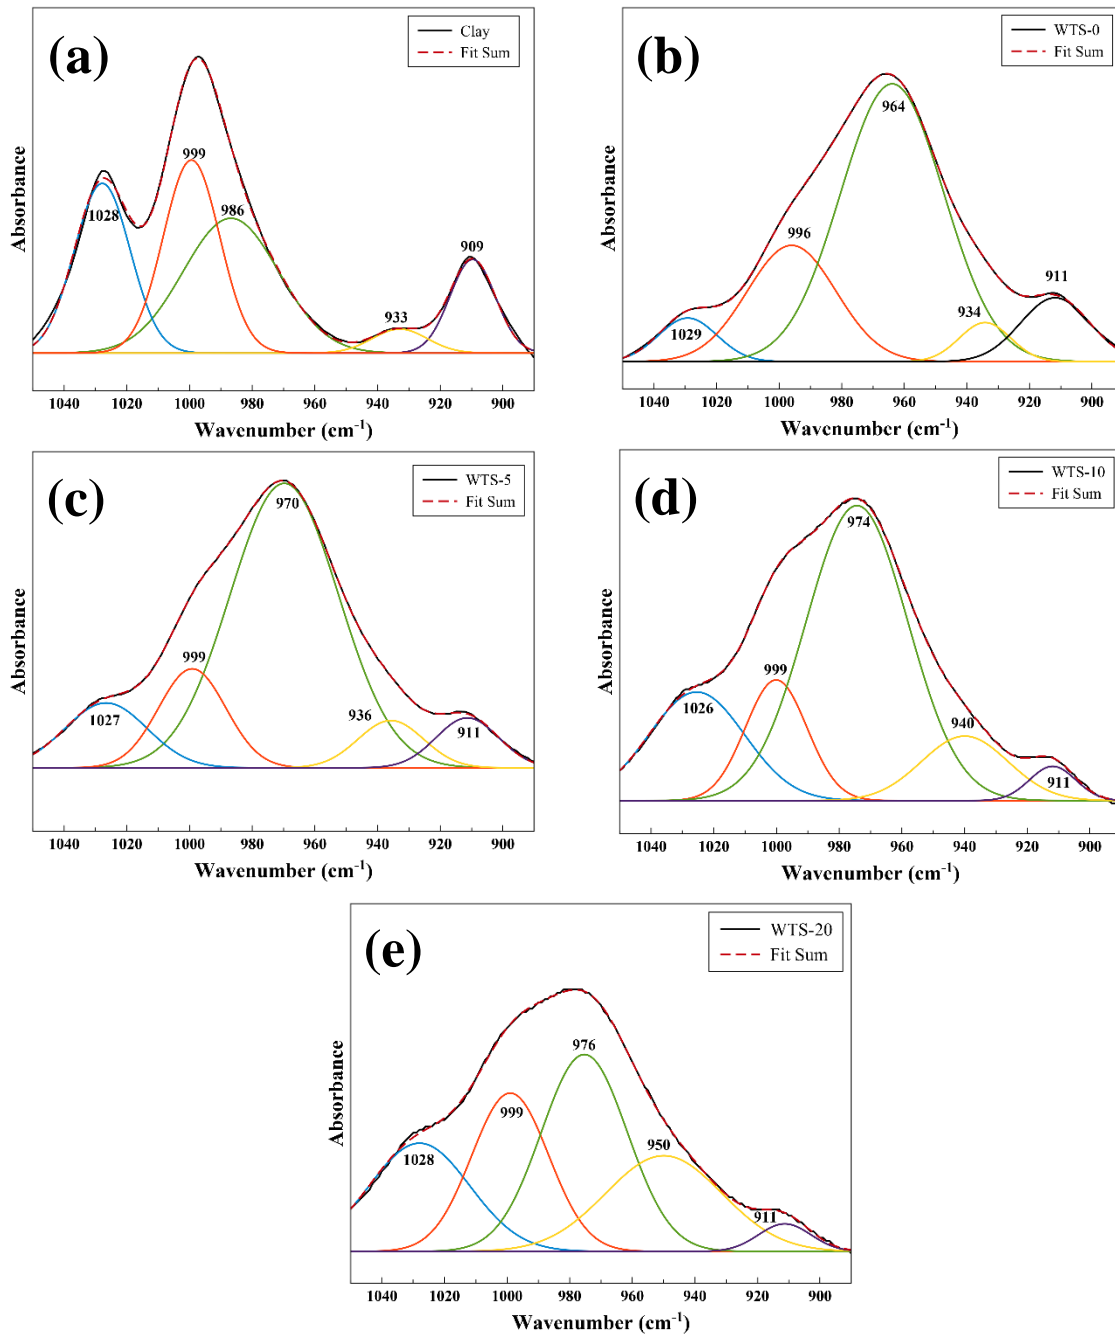 (a)
Clay
Fit Sum
999
1028
986
933
909
Absorbance
1040 1020 1000 980 960 940 920 900
Wavenumber (cm⁻¹)
(b)
WTS-0
Fit Sum
964
996
1029
934
911
Absorbance
1040 1020 1000 980 960 940 920 900
Wavenumber (cm⁻¹)
(c)
WTS-5
Fit Sum
970
999
1027
936
911
Absorbance
1040 1020 1000 980 960 940 920 900
Wavenumber (cm⁻¹)
(d)
WTS-10
Fit Sum
974
999
1026
940
911
Absorbance
1040 1020 1000 980 960 940 920 900
Wavenumber (cm⁻¹)
(e)
WTS-20
Fit Sum
976
999
1028
950
911
Absorbance
1040 1020 1000 980 960 940 920 900
Wavenumber (cm⁻¹)